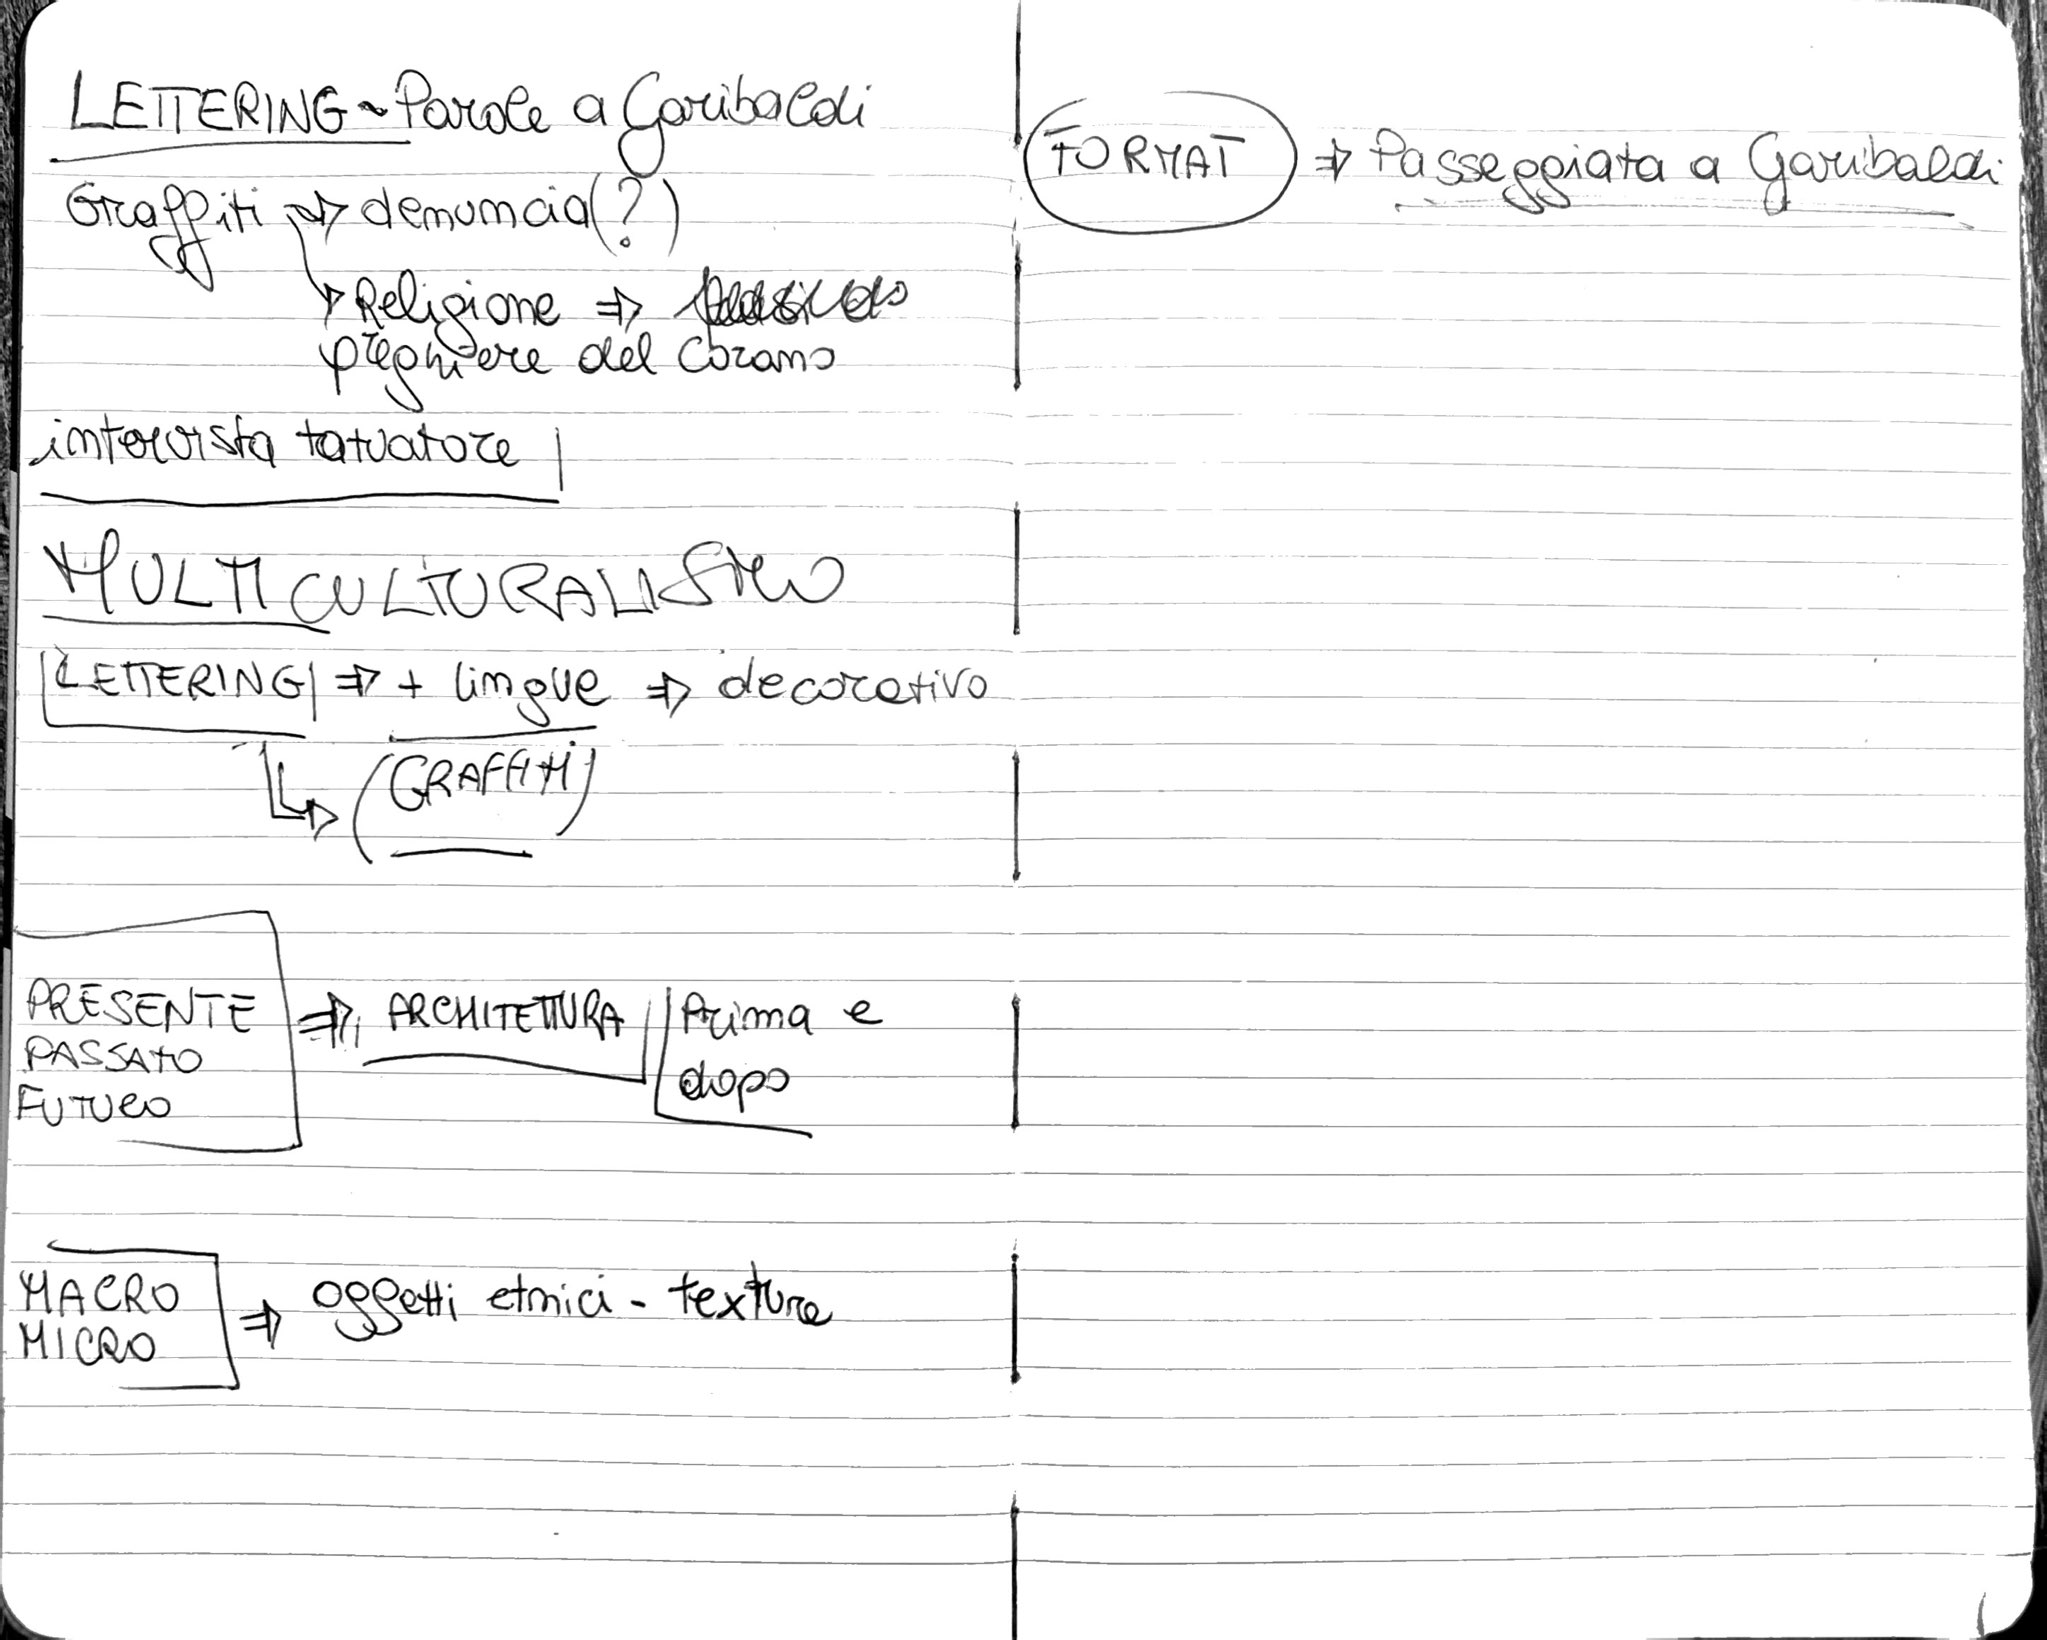 LETTERING ~ Parole a Garibaldi
Graffiti ⇒ denuncia (?)
Religione ⇒
preghiere del Corano
intervista tatuatore
MULTICULTURALISMO
LETTERING ⇒ + lingue ⇒ decorativo
(GRAFFITI)
PRESENTE ⇒ ARCHITETTURA Prima e
PASSATO dopo
FUTURO
MACRO ⇒ oggetti etnici - texture
MICRO
FORMAT ⇒ Passeggiata a Garibaldi